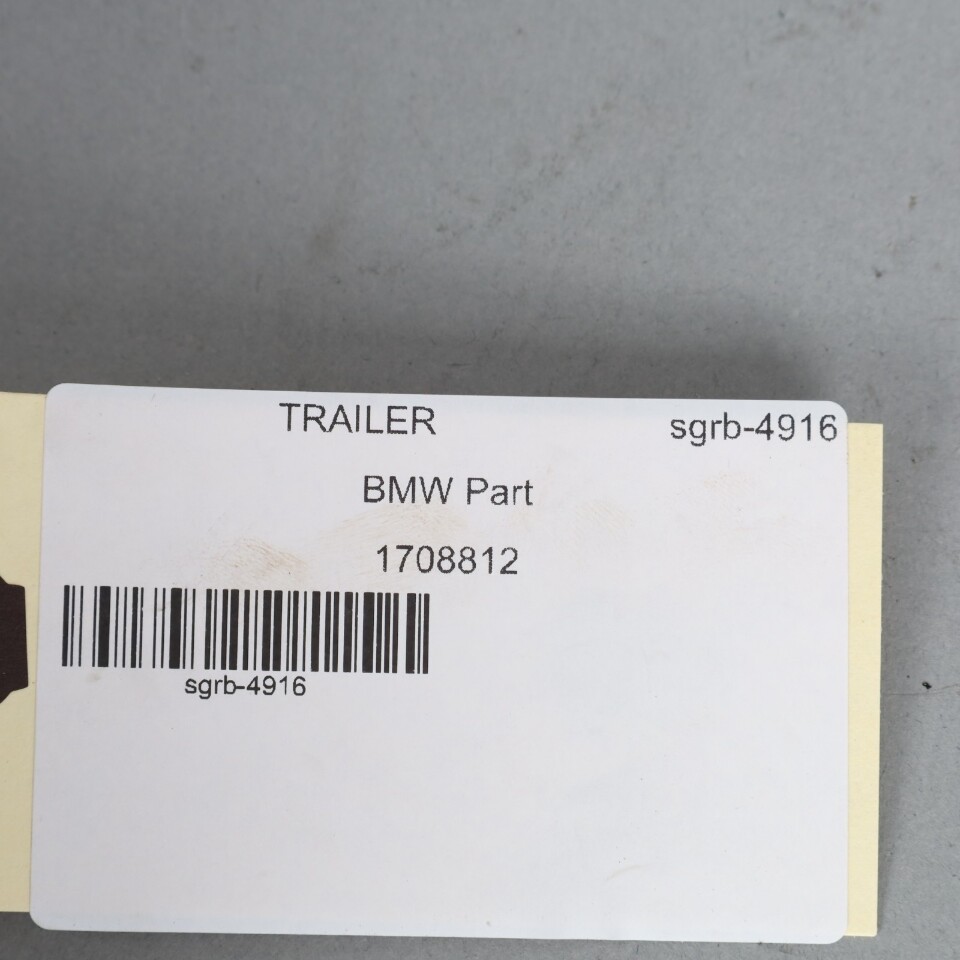 TRAILER sgrb-4916
BMW Part
1708812
sgrb-4916